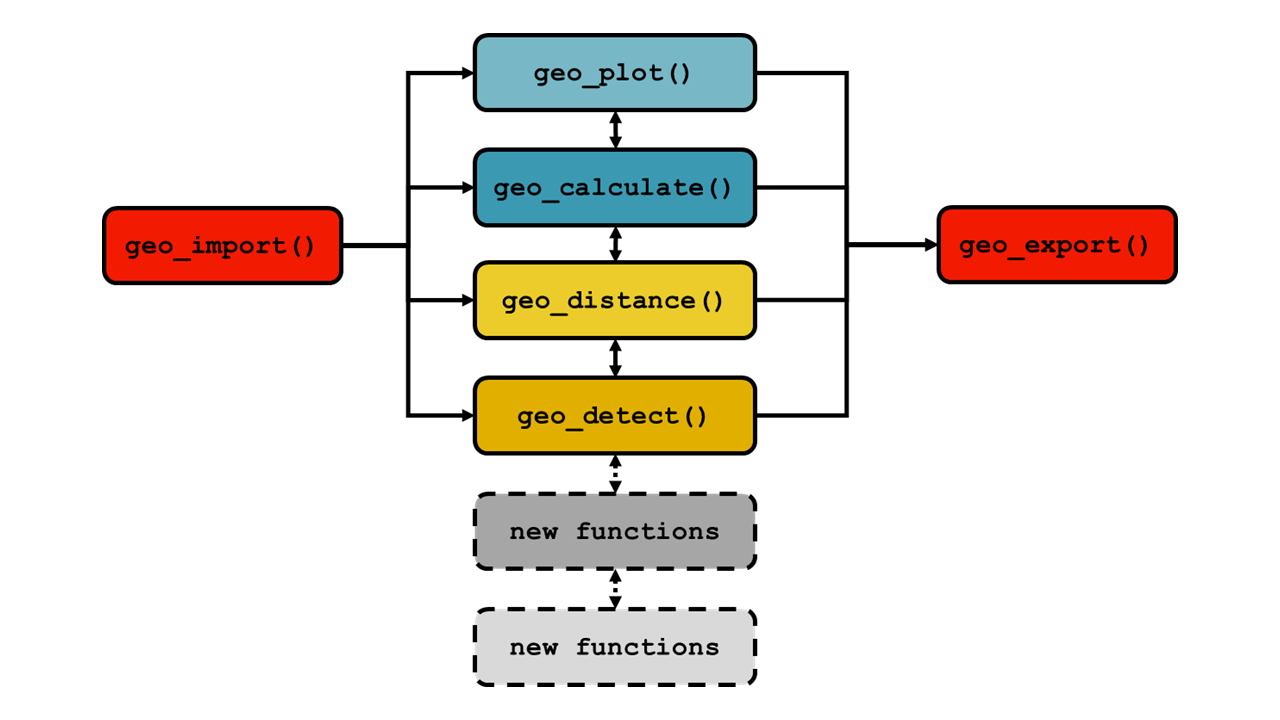 geo_plot()
geo_calculate()
geo_import()
geo_export()
geo_distance()
geo_detect()
new functions
new functions